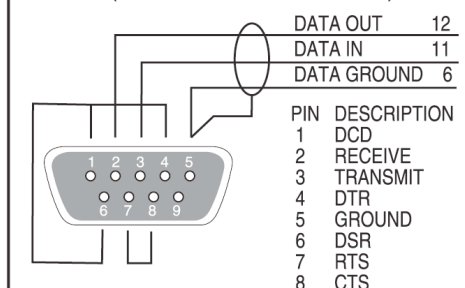 DATA OUT 12
DATA IN 11
DATA GROUND 6
PIN DESCRIPTION
1 DCD
2 RECEIVE
3 TRANSMIT
4 DTR
5 GROUND
6 DSR
7 RTS
8 CTS
1 2 3 4 5
6 7 8 9